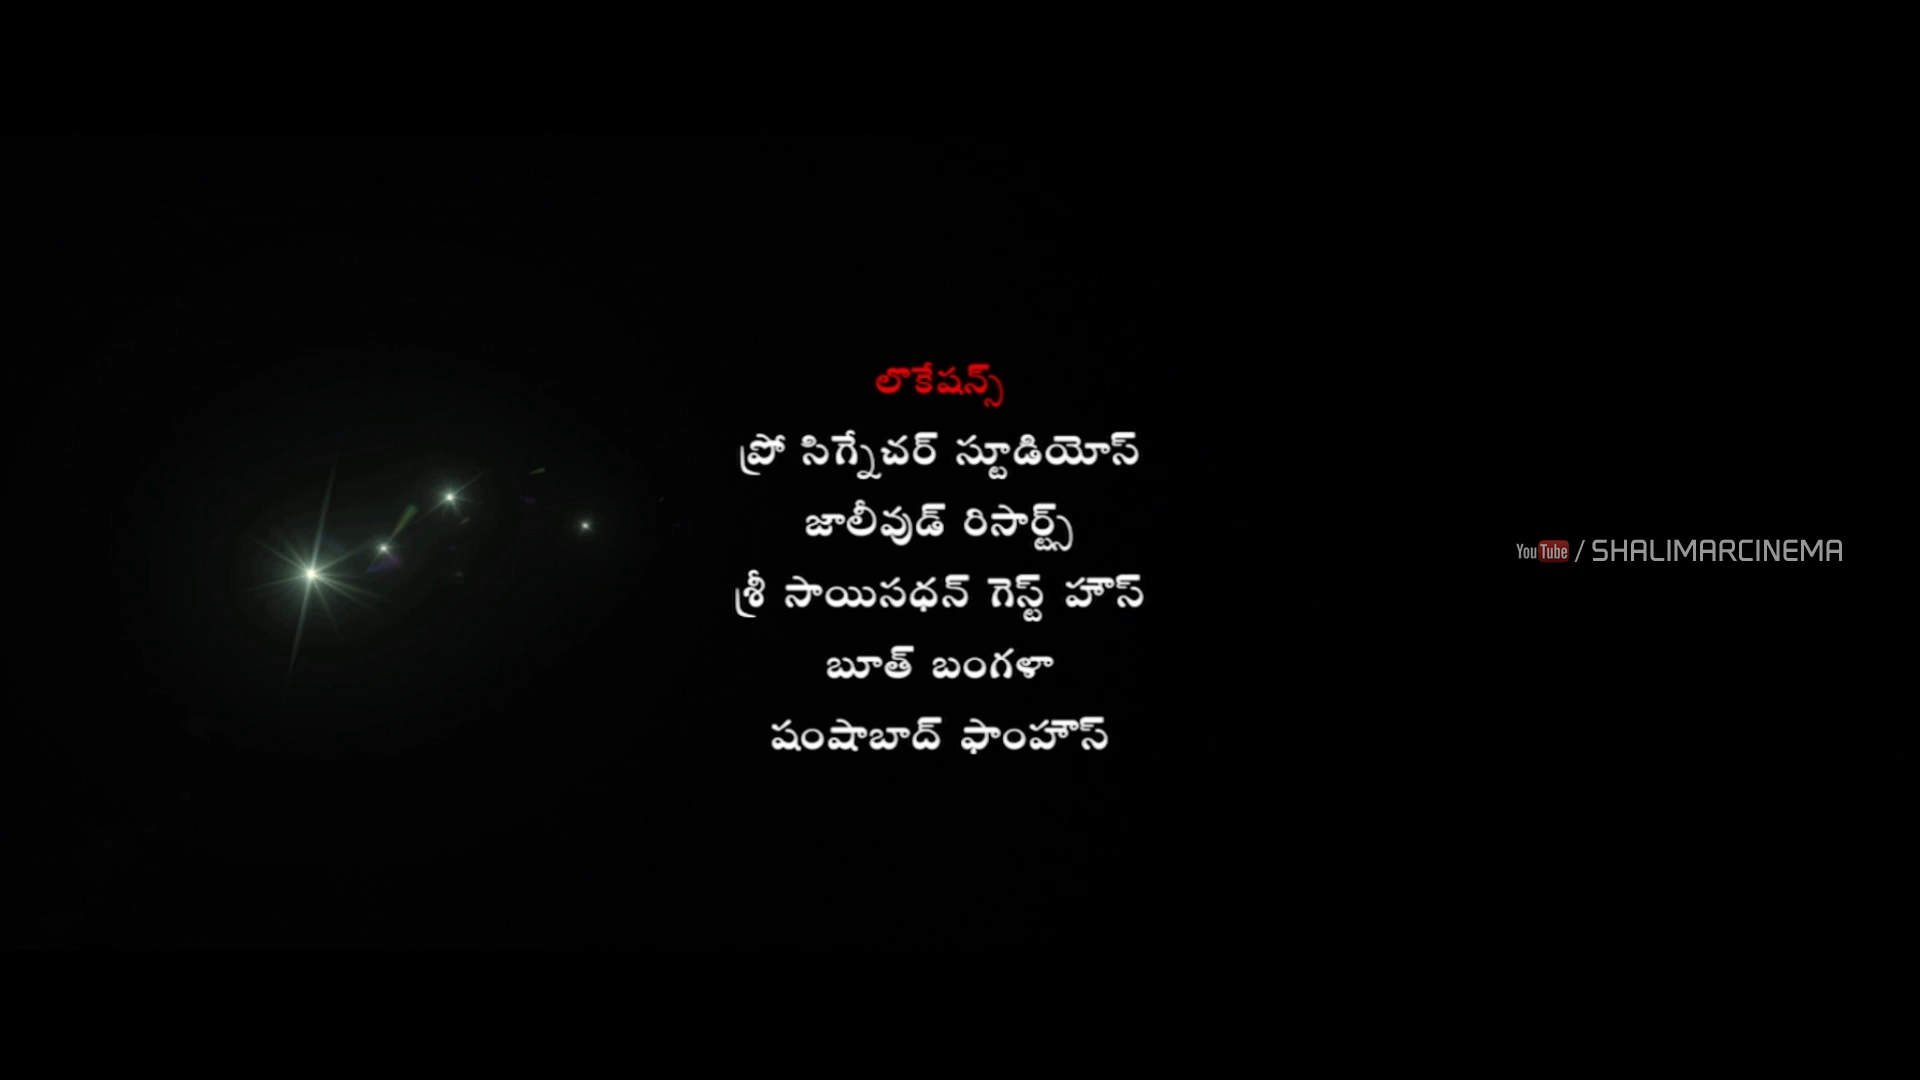 లొకేషన్స్
ప్రో సిగ్నేచర్ స్టూడియోస్
జాలీవుడ్ రిసార్ట్స్
శ్రీ సాయిసధన్ గెస్ట్ హౌస్
బూత్ బంగళా
షంషాబాద్ ఫాంహౌస్
YouTube / SHALIMARCINEMA